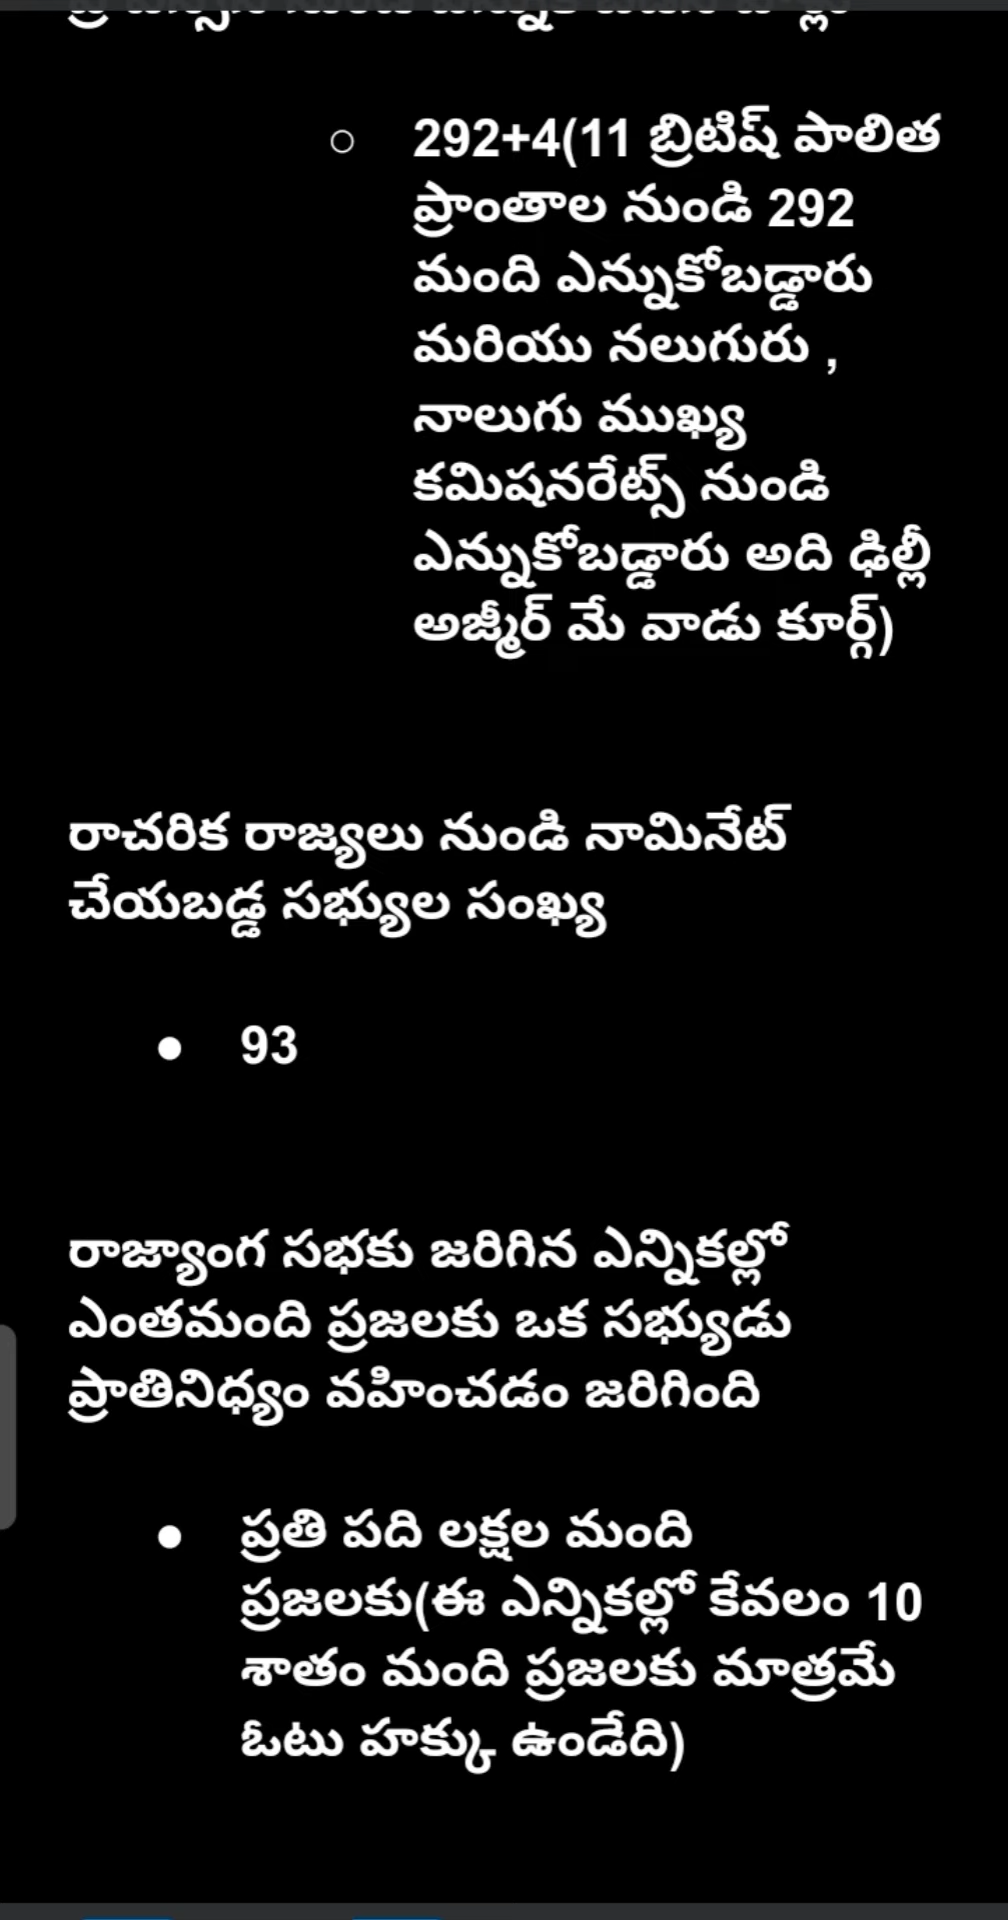 292+4(11 బ్రిటిష్ పాలిత
ప్రాంతాల నుండి 292
మంది ఎన్నుకోబడ్డారు
మరియు నలుగురు ,
నాలుగు ముఖ్య
కమిషనరేట్స్ నుండి
ఎన్నుకోబడ్డారు అది ఢిల్లీ
అజ్మీర్ మే వాడు కూర్గ్)
రాచరిక రాజ్యలు నుండి నామినేట్
చేయబడ్డ సభ్యుల సంఖ్య
93
రాజ్యాంగ సభకు జరిగిన ఎన్నికల్లో
ఎంతమంది ప్రజలకు ఒక సభ్యుడు
ప్రాతినిధ్యం వహించడం జరిగింది
ప్రతి పది లక్షల మంది
ప్రజలకు(ఈ ఎన్నికల్లో కేవలం 10
శాతం మంది ప్రజలకు మాత్రమే
ఓటు హక్కు ఉండేది)